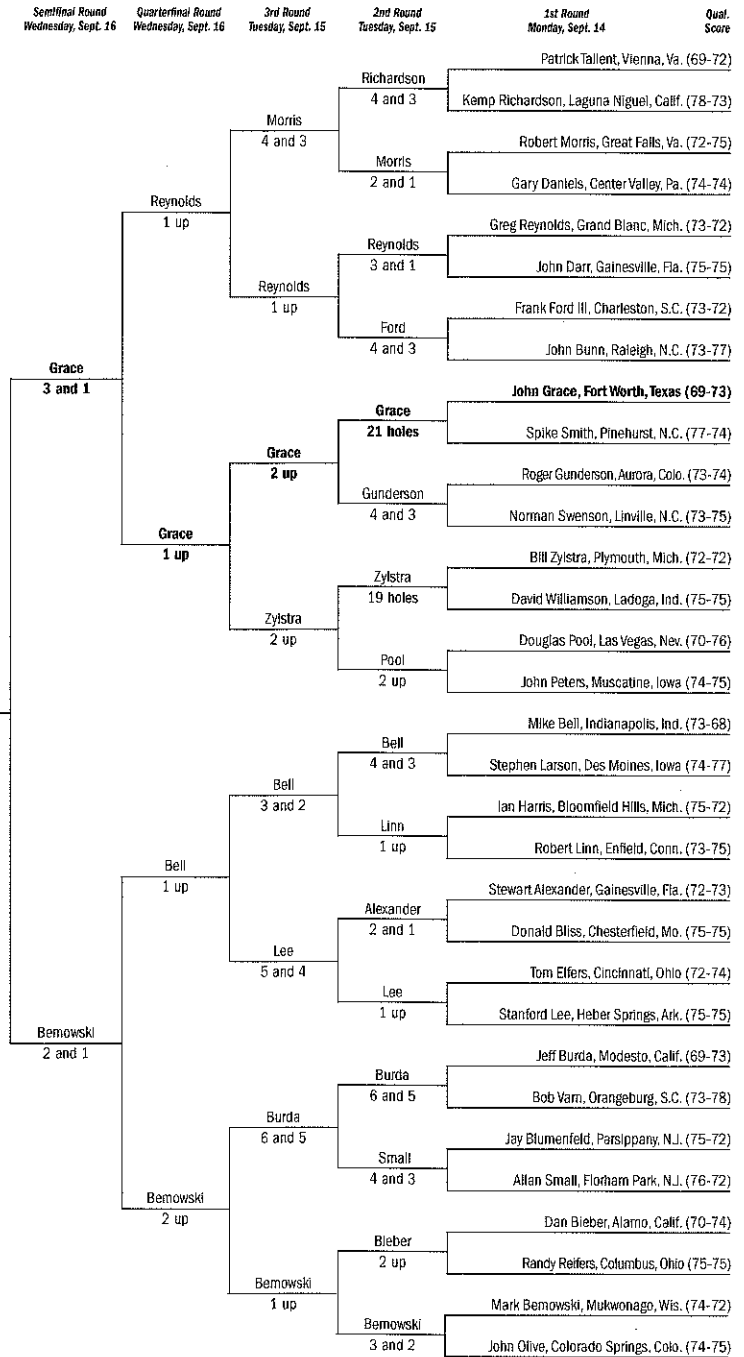 Semifinal Round
Wednesday, Sept. 16
Quarterfinal Round
Wednesday, Sept. 16
3rd Round
Tuesday, Sept. 15
2nd Round
Tuesday, Sept. 15
1st Round
Monday, Sept. 14
Qual.
Score
Patrick Tallent, Vienna, Va. (69-72)
Richardson
4 and 3
Kemp Richardson, Laguna Niguel, Calif. (78-73)
Morris
4 and 3
Robert Morris, Great Falls, Va. (72-75)
Morris
2 and 1
Gary Daniels, Center Valley, Pa. (74-74)
Reynolds
1 up
Greg Reynolds, Grand Blanc, Mich. (73-72)
Reynolds
3 and 1
John Darr, Gainesville, Fla. (75-75)
Reynolds
1 up
Frank Ford III, Charleston, S.C. (73-72)
Ford
4 and 3
John Bunn, Raleigh, N.C. (73-77)
Grace
3 and 1
John Grace, Fort Worth, Texas (69-73)
Grace
21 holes
Spike Smith, Pinehurst, N.C. (77-74)
Grace
2 up
Roger Gunderson, Aurora, Colo. (73-74)
Gunderson
4 and 3
Norman Swenson, Linville, N.C. (73-75)
Grace
1 up
Bill Zylstra, Plymouth, Mich. (72-72)
Zylstra
19 holes
David Williamson, Ladoga, Ind. (75-75)
Zylstra
2 up
Douglas Pool, Las Vegas, Nev. (70-76)
Pool
2 up
John Peters, Muscatine, Iowa (74-75)
Mike Bell, Indianapolis, Ind. (73-68)
Bell
4 and 3
Stephen Larson, Des Moines, Iowa (74-77)
Bell
3 and 2
Ian Harris, Bloomfield Hills, Mich. (75-72)
Linn
1 up
Robert Linn, Enfield, Conn. (73-75)
Bell
1 up
Stewart Alexander, Gainesville, Fla. (72-73)
Alexander
2 and 1
Donald Bliss, Chesterfield, Mo. (75-75)
Lee
5 and 4
Tom Elfers, Cincinnati, Ohio (72-74)
Lee
1 up
Stanford Lee, Heber Springs, Ark. (75-75)
Bemowski
2 and 1
Jeff Burda, Modesto, Calif. (69-73)
Burda
6 and 5
Bob Varn, Orangeburg, S.C. (73-78)
Burda
6 and 5
Jay Blumenfeld, Parsippany, N.J. (75-72)
Small
4 and 3
Allan Small, Florham Park, N.J. (76-72)
Bemowski
2 up
Dan Bieber, Alamo, Calif. (70-74)
Bieber
2 up
Randy Reifers, Columbus, Ohio (75-75)
Bemowski
1 up
Mark Bemowski, Mukwonago, Wis. (74-72)
Bemowski
3 and 2
John Olive, Colorado Springs, Colo. (74-75)